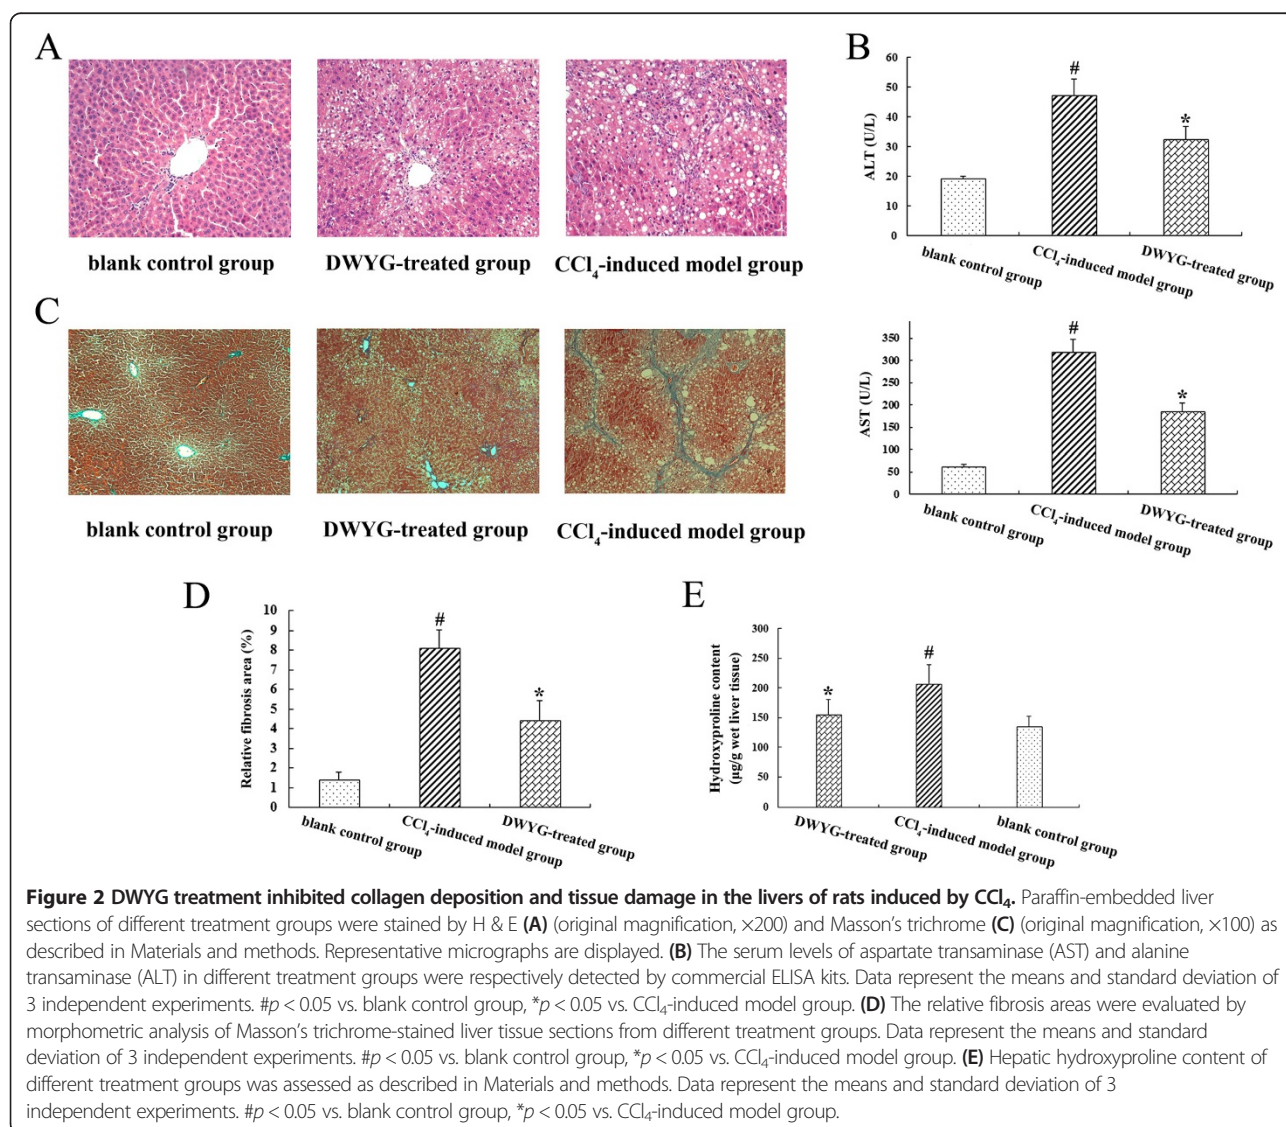 A
blank control group
DWYG-treated group
CCl₄-induced model group
B
ALT (U/L)
60
50
40
30
20
10
0
#
*
blank control group
CCl₄-induced model group
DWYG-treated group
C
blank control group
DWYG-treated group
CCl₄-induced model group
AST (U/L)
350
300
250
200
150
100
50
0
#
*
blank control group
CCl₄-induced model group
DWYG-treated group
D
Relative fibrosis area (%)
10
9
8
7
6
5
4
3
2
1
0
#
*
blank control group
CCl₄-induced model group
DWYG-treated group
E
Hydroxyproline content
(µg/g wet liver tissue)
300
250
200
150
100
50
0
*
#
DWYG-treated group
CCl₄-induced model group
blank control group
Figure 2 DWYG treatment inhibited collagen deposition and tissue damage in the livers of rats induced by CCl₄. Paraffin-embedded liver
sections of different treatment groups were stained by H & E (A) (original magnification, ×200) and Masson's trichrome (C) (original magnification, ×100) as
described in Materials and methods. Representative micrographs are displayed. (B) The serum levels of aspartate transaminase (AST) and alanine
transaminase (ALT) in different treatment groups were respectively detected by commercial ELISA kits. Data represent the means and standard deviation of
3 independent experiments. #p < 0.05 vs. blank control group, *p < 0.05 vs. CCl₄-induced model group. (D) The relative fibrosis areas were evaluated by
morphometric analysis of Masson's trichrome-stained liver tissue sections from different treatment groups. Data represent the means and standard
deviation of 3 independent experiments. #p < 0.05 vs. blank control group, *p < 0.05 vs. CCl₄-induced model group. (E) Hepatic hydroxyproline content of
different treatment groups was assessed as described in Materials and methods. Data represent the means and standard deviation of 3
independent experiments. #p < 0.05 vs. blank control group, *p < 0.05 vs. CCl₄-induced model group.